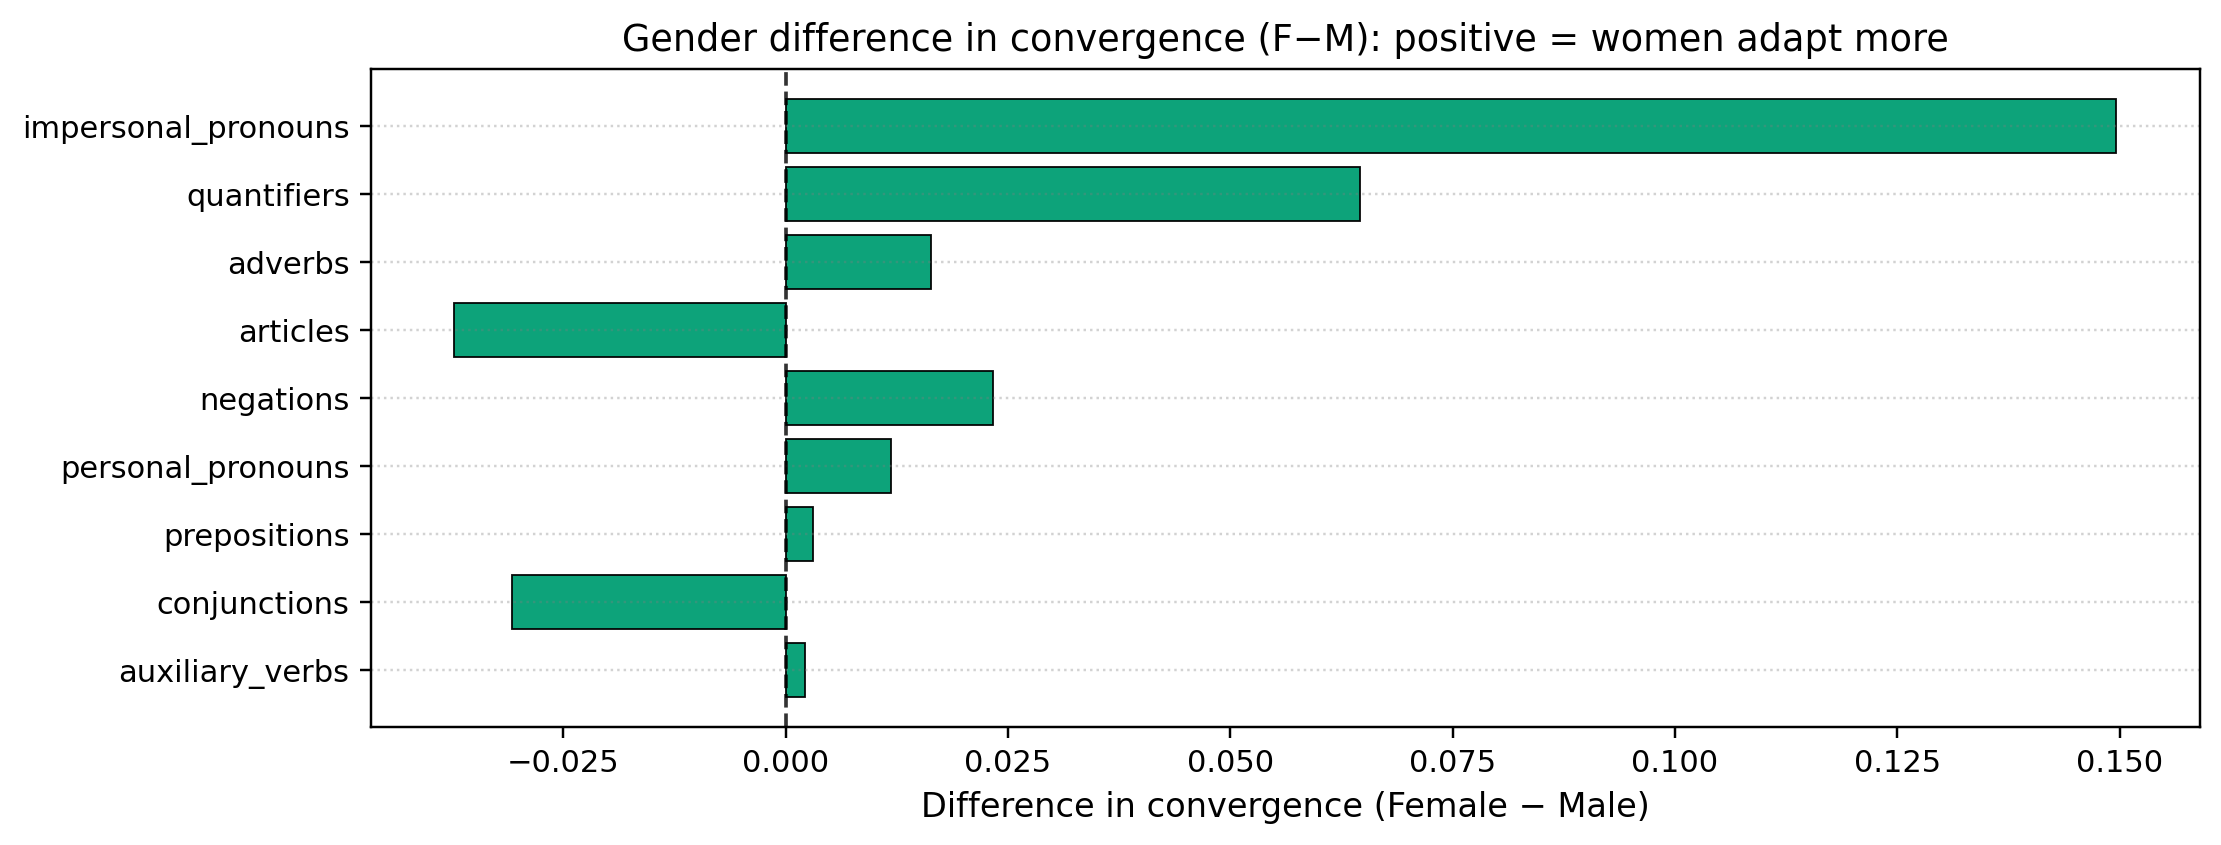 Gender difference in convergence (F−M): positive = women adapt more
impersonal_pronouns
quantifiers
adverbs
articles
negations
personal_pronouns
prepositions
conjunctions
auxiliary_verbs
−0.025 0.000 0.025 0.050 0.075 0.100 0.125 0.150
Difference in convergence (Female − Male)